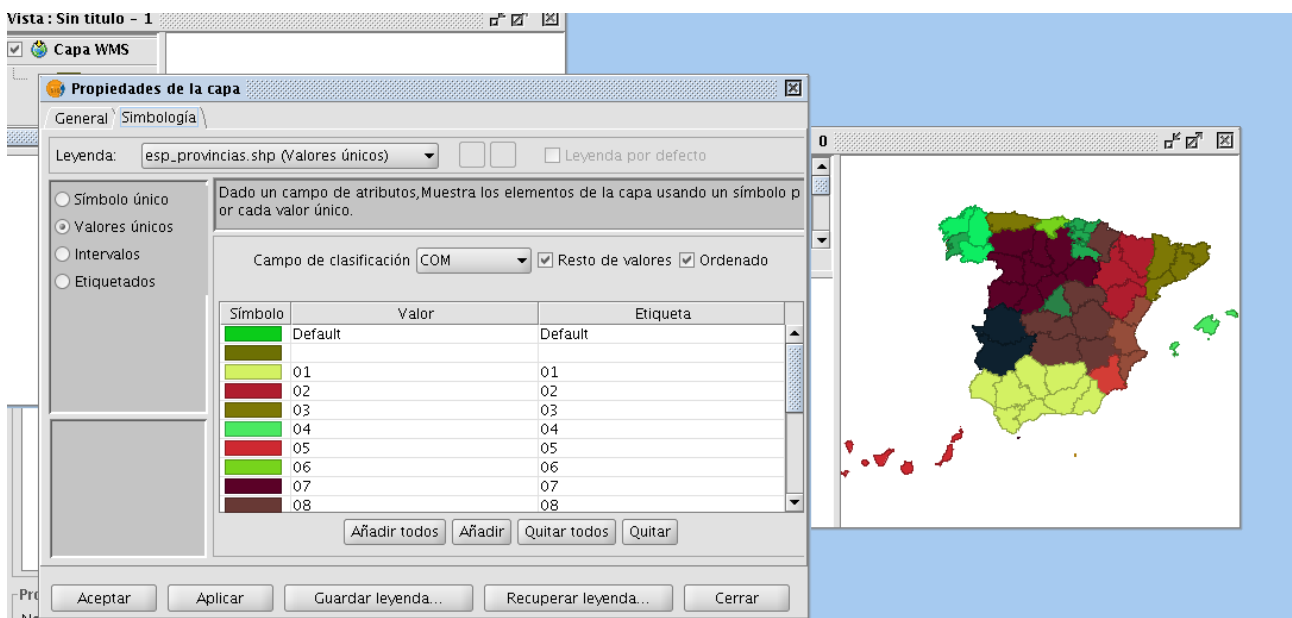 Vista : Sin título - 1
Capa WMS
Propiedades de la capa
General Simbología
Leyenda: esp_provincias.shp (Valores únicos) Leyenda por defecto
0
Símbolo único
Valores únicos
Intervalos
Etiquetados
Dado un campo de atributos,Muestra los elementos de la capa usando un símbolo p
or cada valor único.
Campo de clasificación COM Resto de valores Ordenado
Símbolo Valor Etiqueta
Default Default
01 01
02 02
03 03
04 04
05 05
06 06
07 07
08 08
Añadir todos Añadir Quitar todos Quitar
Aceptar Aplicar Guardar leyenda... Recuperar leyenda... Cerrar
Pro